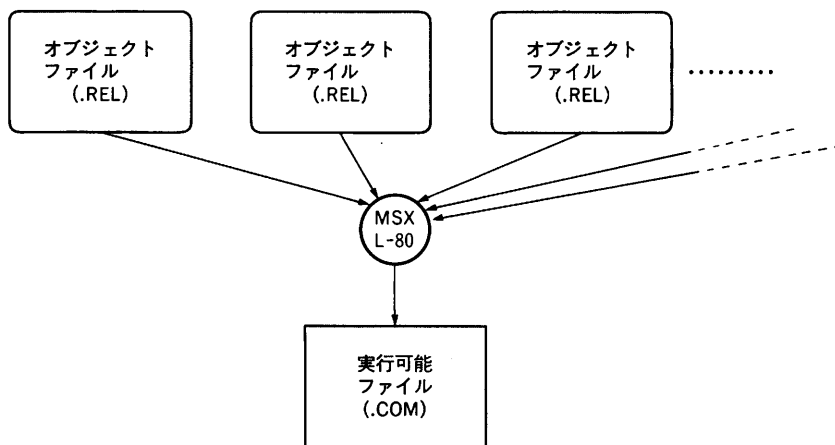 オブジェクト
ファイル
(.REL)
オブジェクト
ファイル
(.REL)
オブジェクト
ファイル
(.REL)
MSX
L-80
実行可能
ファイル
(.COM)